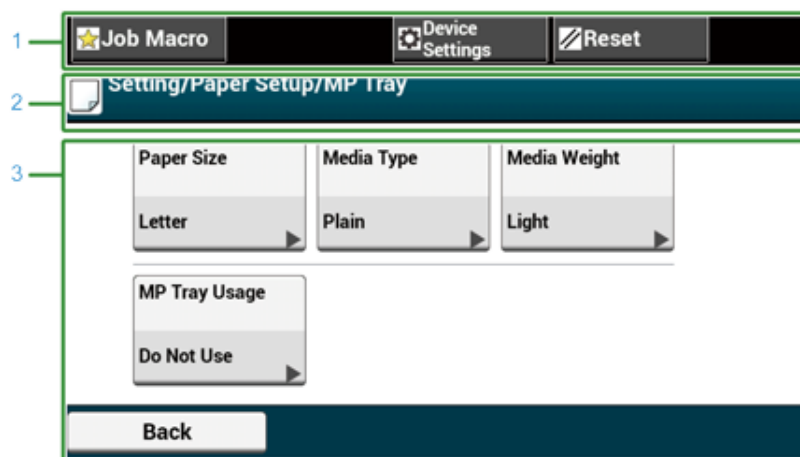 1
Job Macro
Device
Settings
Reset
2
Setting/Paper Setup/MP Tray
3
Paper Size Media Type Media Weight
Letter Plain Light
MP Tray Usage
Do Not Use
Back